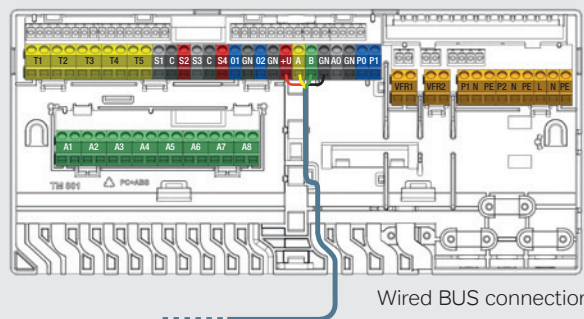 T1 T2 T3 T4 T5 S1 C S2 S3 C S4 01 GN 02 GN +U A B GN AO GN P0 P1
VFR1 VFR2 P1 N PE P2 N PE L N PE
A1 A2 A3 A4 A5 A6 A7 A8
TM 801 PC+ABS
Wired BUS connection